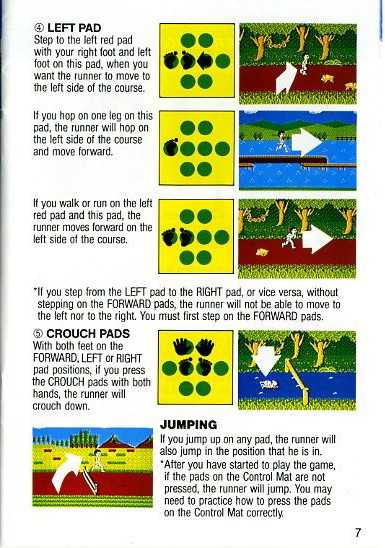 ④ LEFT PAD
Step to the left red pad
with your right foot and left
foot on this pad, when you
want the runner to move to
the left side of the course.
If you hop on one leg on this
pad, the runner will hop on
the left side of the course
and move forward.
If you walk or run on the left
red pad and this pad, the
runner moves forward on the
left side of the course.
*If you step from the LEFT pad to the RIGHT pad, or vice versa, without
stepping on the FORWARD pads, the runner will not be able to move to
the left nor to the right. You must first step on the FORWARD pads.
⑤ CROUCH PADS
With both feet on the
FORWARD, LEFT or RIGHT
pad positions, if you press
the CROUCH pads with both
hands, the runner will
crouch down.
JUMPING
If you jump up on any pad, the runner will
also jump in the position that he is in.
*After you have started to play the game,
if the pads on the Control Mat are not
pressed, the runner will jump. You may
need to practice how to press the pads
on the Control Mat correctly.
7